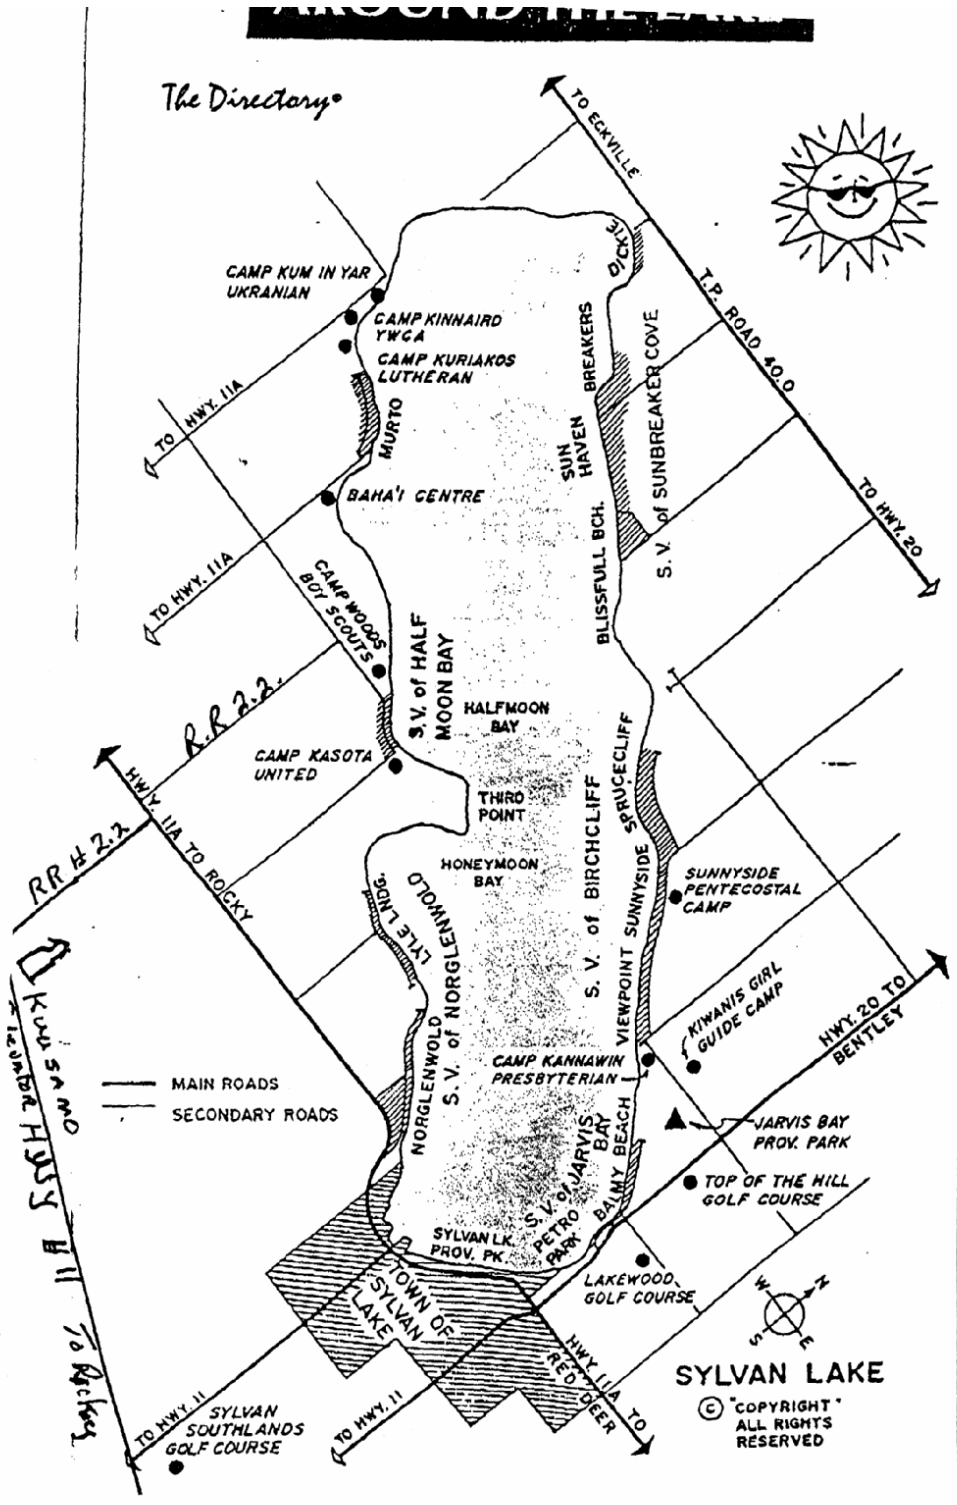 AROUND THE LAKE
The Directory•
TO ECKVILLE
T.P. ROAD 40.0
TO HWY. 20
DICKIE
CAMP KUM IN YAR
UKRANIAN
CAMP KINNAIRD
YWCA
CAMP KURIAKOS
LUTHERAN
TO HWY. 11A
MURTO
BREAKERS
SUN
HAVEN
S. V. of SUNBREAKER COVE
BAHA'I CENTRE
TO HWY. 11A
BLISSFULL BCH.
CAMP WOODS
BOY SCOUTS
S.V. of HALF
MOON BAY
HALFMOON
BAY
R.R 2.2.
CAMP KASOTA
UNITED
SPRUCECLIFF
THIRD
POINT
HWY. 11A TO ROCKY
RR # 2.2
HONEYMOON
BAY
S. V. of BIRCHCLIFF
SUNNYSIDE
SUNNYSIDE
PENTECOSTAL
CAMP
LYLE LNDG.
NORGLENWOLD
S. V. of NORGLENWOLD
VIEWPOINT
KIWANIS GIRL
GUIDE CAMP
HWY. 20 TO
BENTLEY
CAMP KANNAWIN
PRESBYTERIAN
MAIN ROADS
SECONDARY ROADS
NORGLENWOLD
S. V. of JARVIS
BAY
BALMY BEACH
JARVIS BAY
PROV. PARK
TOP OF THE HILL
GOLF COURSE
PETRO
PARK
SYLVAN LK.
PROV. PK.
TOWN OF
SYLVAN
LAKE
LAKEWOOD
GOLF COURSE
HWY. 11A TO
RED DEER
TO HWY. 11
TO HWY. 11
SYLVAN
SOUTHLANDS
GOLF COURSE
Hwy # 11 To Rocky
W N
S E
SYLVAN LAKE
© "COPYRIGHT"
ALL RIGHTS
RESERVED